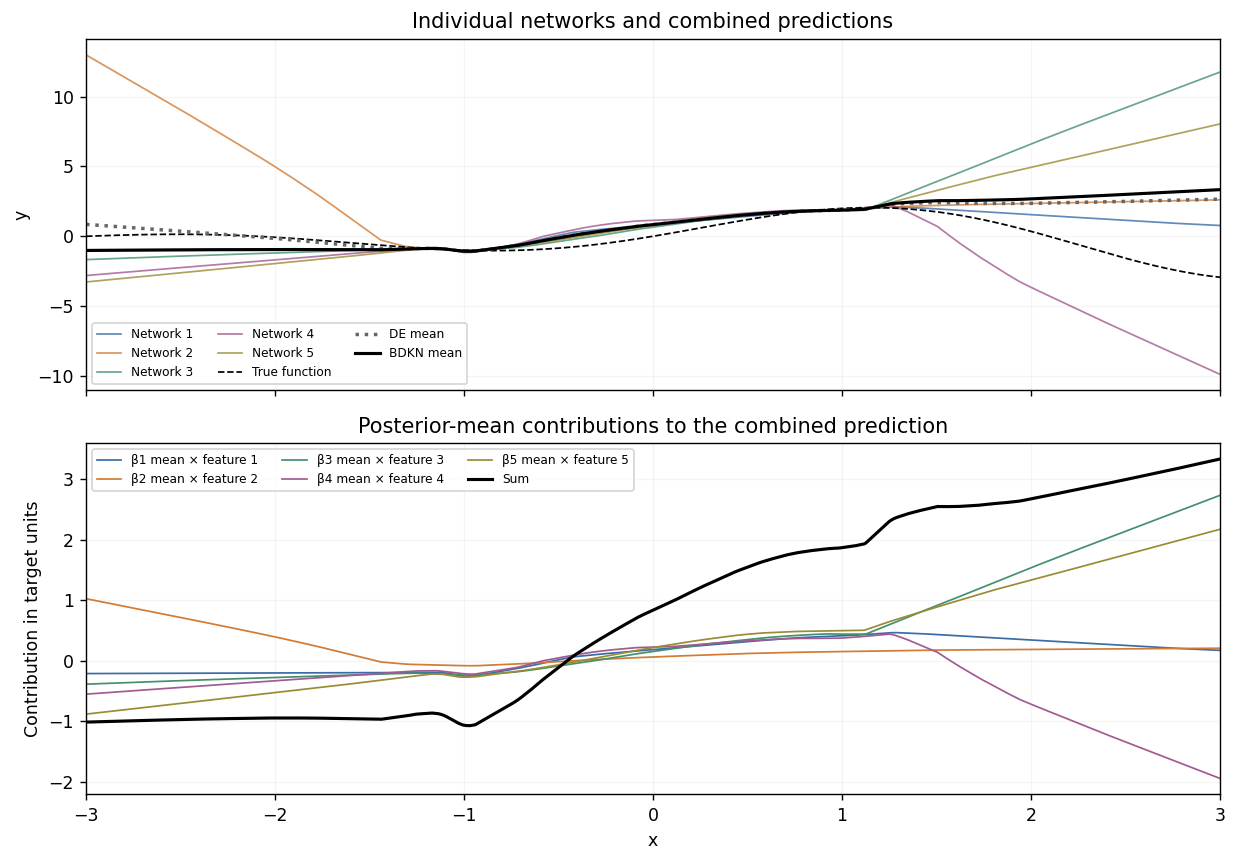 Individual networks and combined predictions
10
5
0
−5
−10
y
Network 1 Network 4 DE mean
Network 2 Network 5 BDKN mean
Network 3 True function
Posterior-mean contributions to the combined prediction
β1 mean × feature 1 β3 mean × feature 3 β5 mean × feature 5
β2 mean × feature 2 β4 mean × feature 4 Sum
3
2
1
0
−1
−2
Contribution in target units
−3 −2 −1 0 1 2 3
x